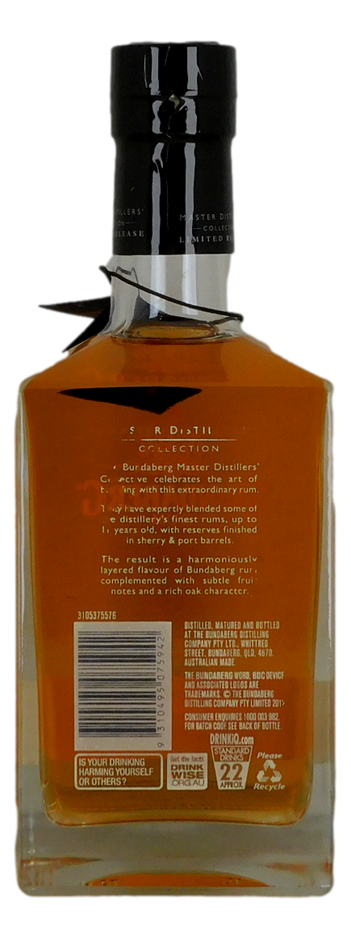 MASTER
COLLECTION
LIMITED
COLLECTION
Bundaberg Master Distillers'
celebrates the art of
with this extraordinary rum.
have expertly blended some of
distillery's finest rums, up to
years old, with reserves finished
in sherry & port barrels.
The result is a harmoniously
layered flavour of Bundaberg rum,
complemented with subtle fruit
notes and a rich oak character.
3105375576
9 310495 075942
DISTILLED, MATURED AND BOTTLED
AT THE BUNDABERG DISTILLING
COMPANY PTY LTD., WHITTRED
STREET, BUNDABERG, QLD, 4670.
AUSTRALIAN MADE.
THE BUNDABERG WORD, BDC DEVICE
AND ASSOCIATED LOGOS ARE
TRADEMARKS. © THE BUNDABERG
DISTILLING COMPANY PTY LIMITED
CONSUMER ENQUIRIES 1800 003 982.
FOR BATCH CODE SEE BACK OF BOTTLE.
DRINKiQ.com
IS YOUR DRINKING
HARMING YOURSELF
OR OTHERS?
Get the facts
DRINK
WISE
.ORG.AU
STANDARD
DRINKS
22
APPROX.
Please
Recycle